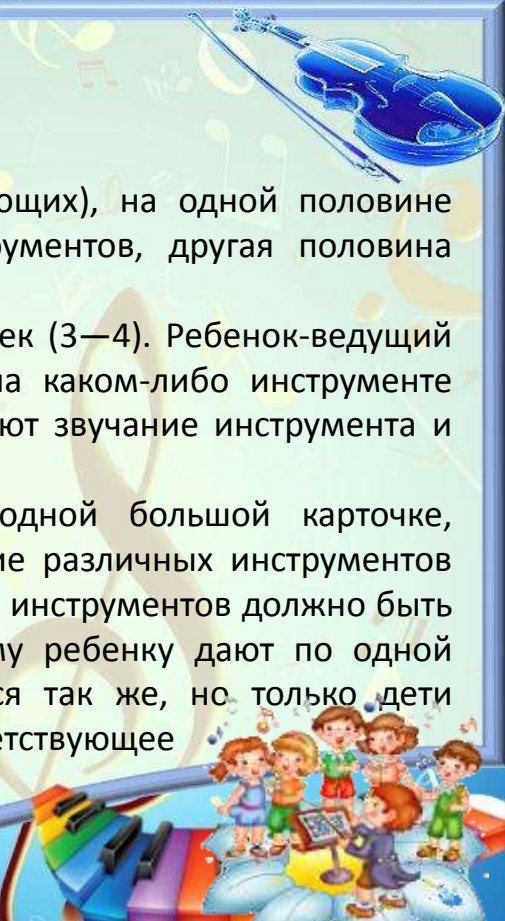 ющих), на одной половине
рументов, другая половина
ек (3—4). Ребенок-ведущий
на каком-либо инструменте
ют звучание инструмента и
одной большой карточке,
ие различных инструментов
инструментов должно быть
му ребенку дают по одной
ся так же, но только дети
етствующее